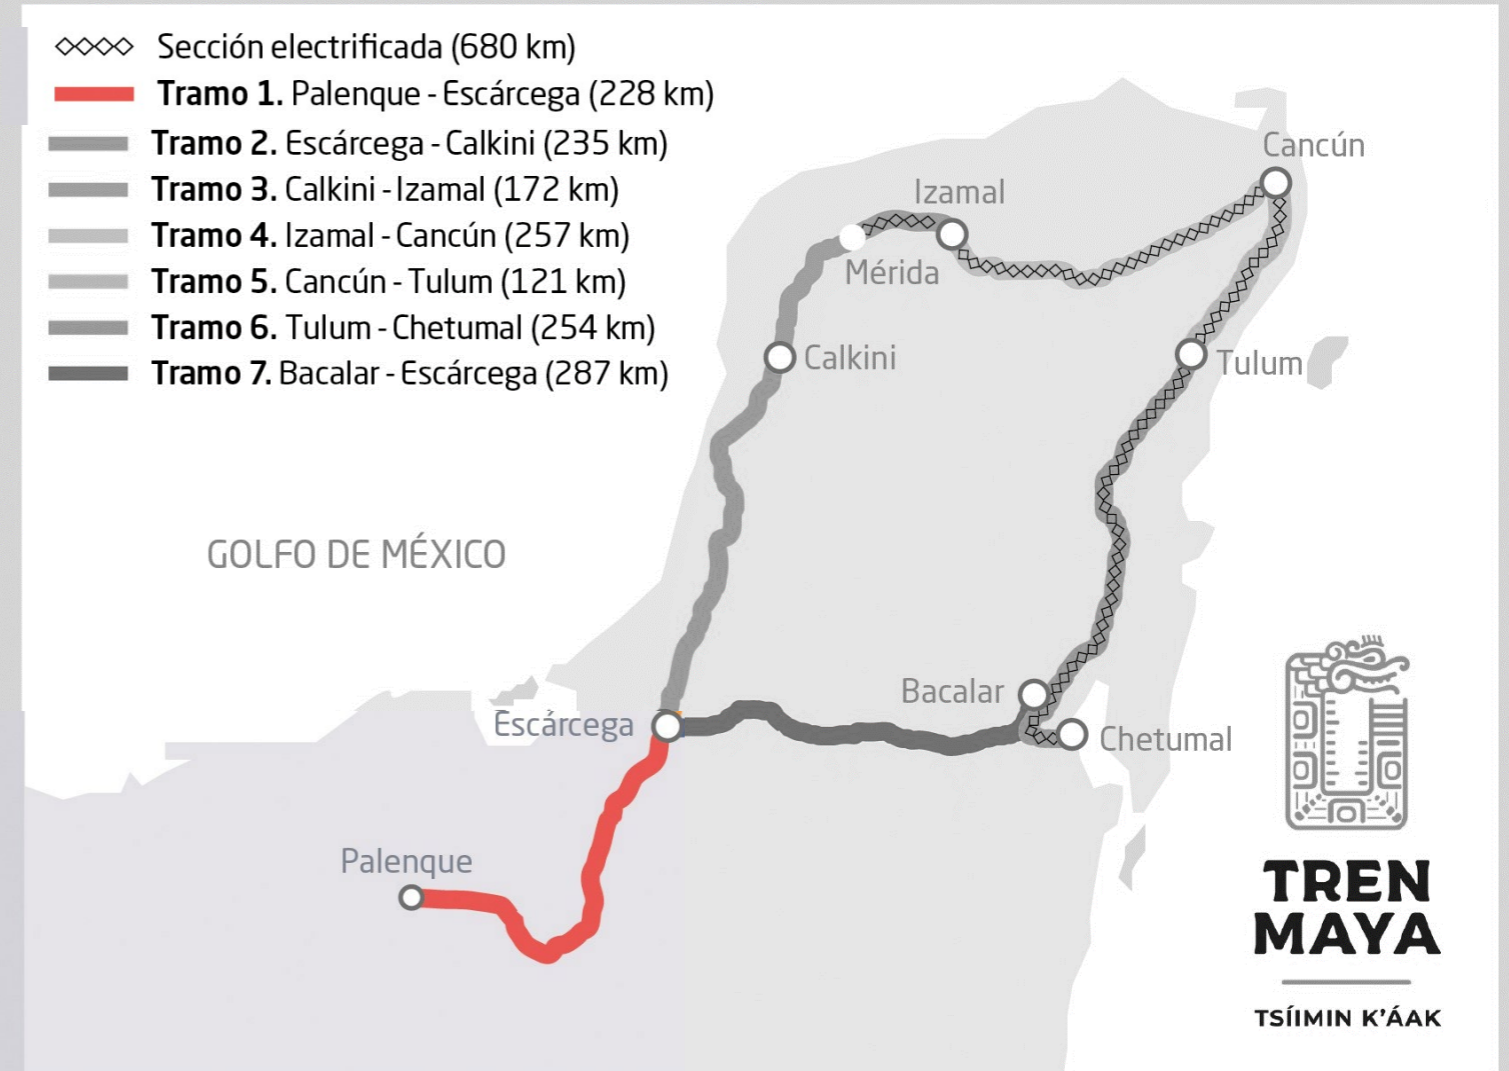 Sección electrificada (680 km)
Tramo 1. Palenque - Escárcega (228 km)
Tramo 2. Escárcega - Calkini (235 km)
Tramo 3. Calkini - Izamal (172 km)
Tramo 4. Izamal - Cancún (257 km)
Tramo 5. Cancún - Tulum (121 km)
Tramo 6. Tulum - Chetumal (254 km)
Tramo 7. Bacalar - Escárcega (287 km)
Cancún
Izamal
Mérida
Calkini
Tulum
GOLFO DE MÉXICO
Bacalar
Escárcega
Chetumal
Palenque
TREN
MAYA
TSÍIMIN K'ÁAK